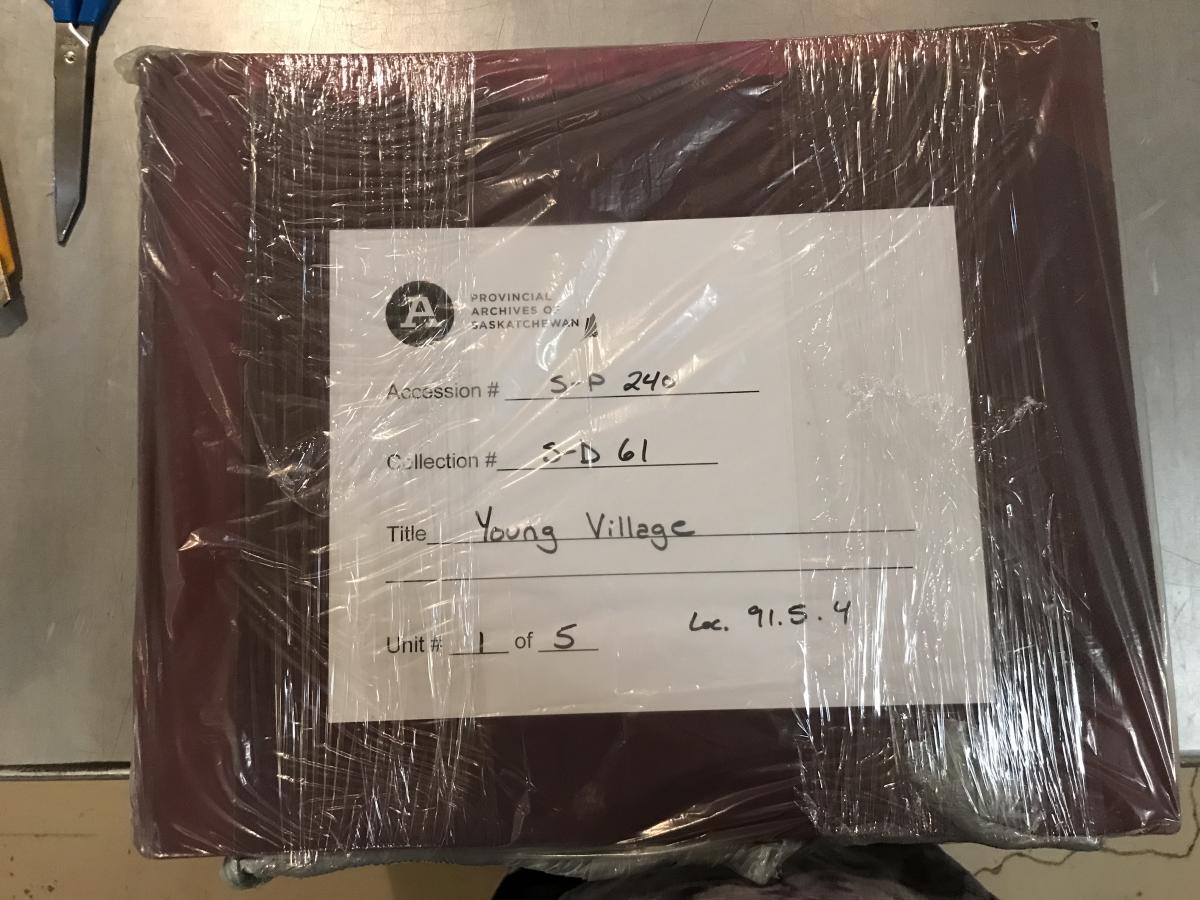 A
PROVINCIAL
ARCHIVES OF
SASKATCHEWAN
Accession # S-P 240
Collection # S-D 61
Title Young Village
Loc. 91.5.4
Unit # 1 of 5